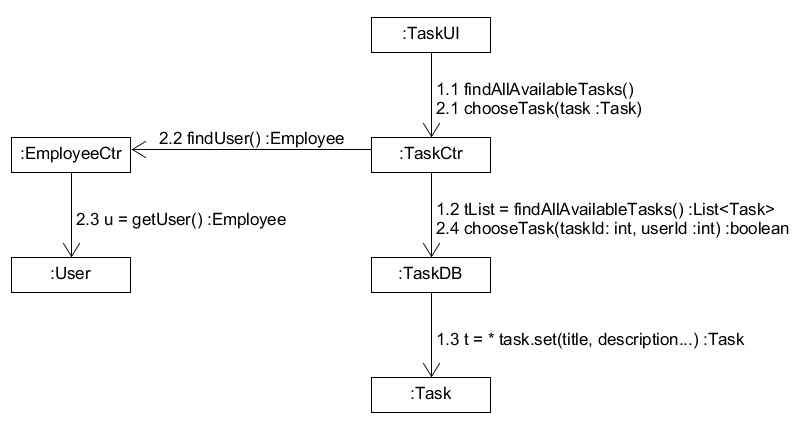 :TaskUI
1.1 findAllAvailableTasks()
2.1 chooseTask(task :Task)
2.2 findUser() :Employee
:EmployeeCtr
:TaskCtr
2.3 u = getUser() :Employee
1.2 tList = findAllAvailableTasks() :List<Task>
2.4 chooseTask(taskId: int, userId :int) :boolean
:User
:TaskDB
1.3 t = * task.set(title, description...) :Task
:Task